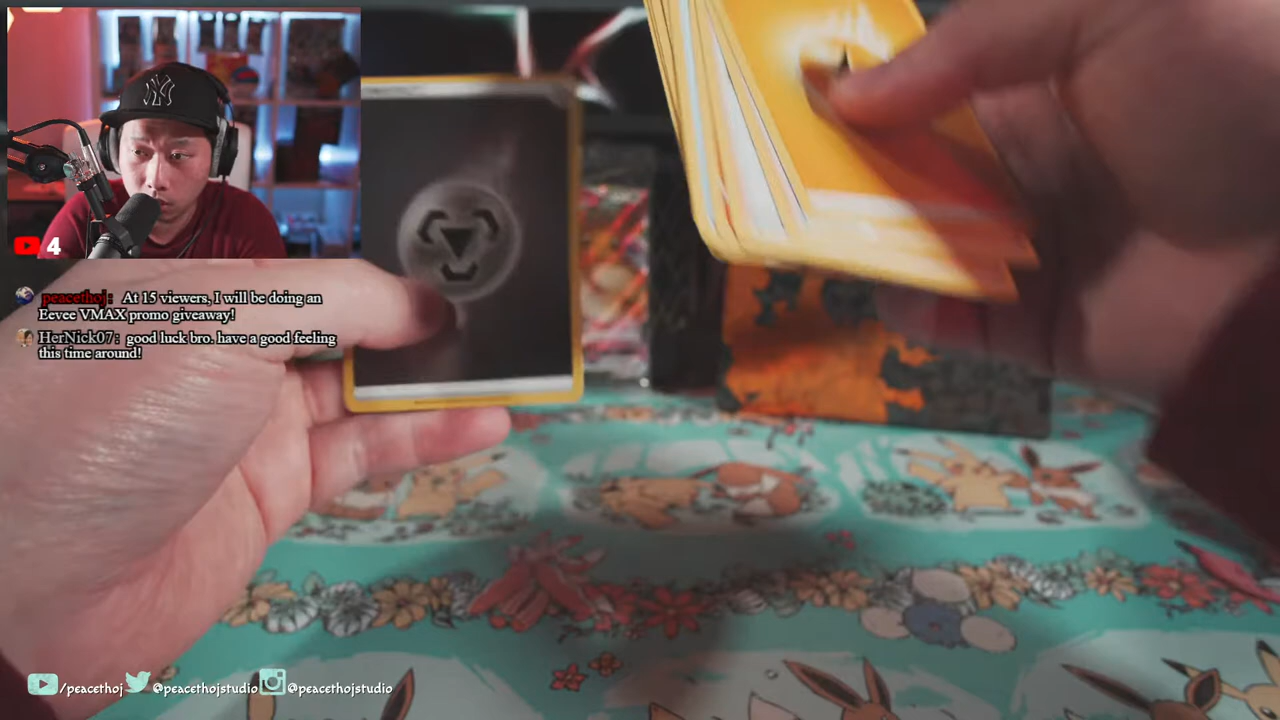 NY
4
peacethoj: At 15 viewers, I will be doing an
Eevee VMAX promo giveaway!
HerNick07: good luck bro. have a good feeling
this time around!
/peacethoj @peacethojstudio @peacethojstudio